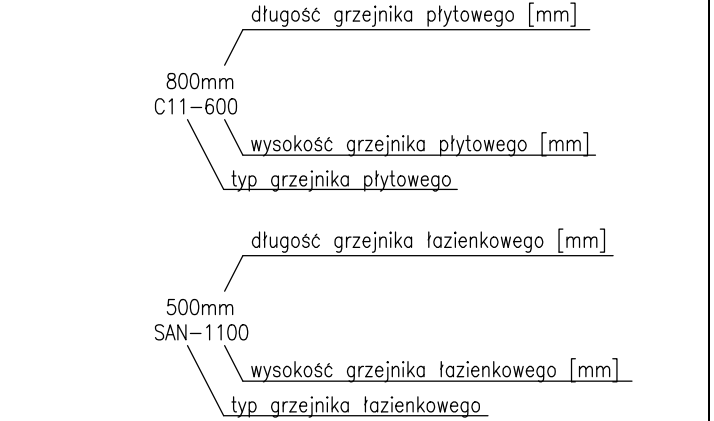 długość grzejnika płytowego [mm]
800mm
C11-600
wysokość grzejnika płytowego [mm]
typ grzejnika płytowego
długość grzejnika łazienkowego [mm]
500mm
SAN-1100
wysokość grzejnika łazienkowego [mm]
typ grzejnika łazienkowego